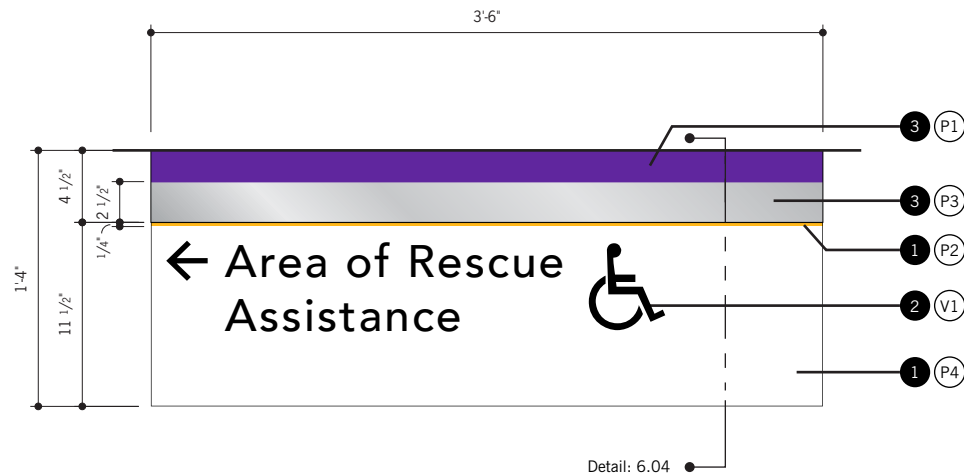 3'-6"
3 P1
4 1/2"
2 1/2"
3 P3
1/4"
1 P2
1'-4"
11 1/2"
← Area of Rescue
Assistance
2 V1
1 P4
Detail: 6.04